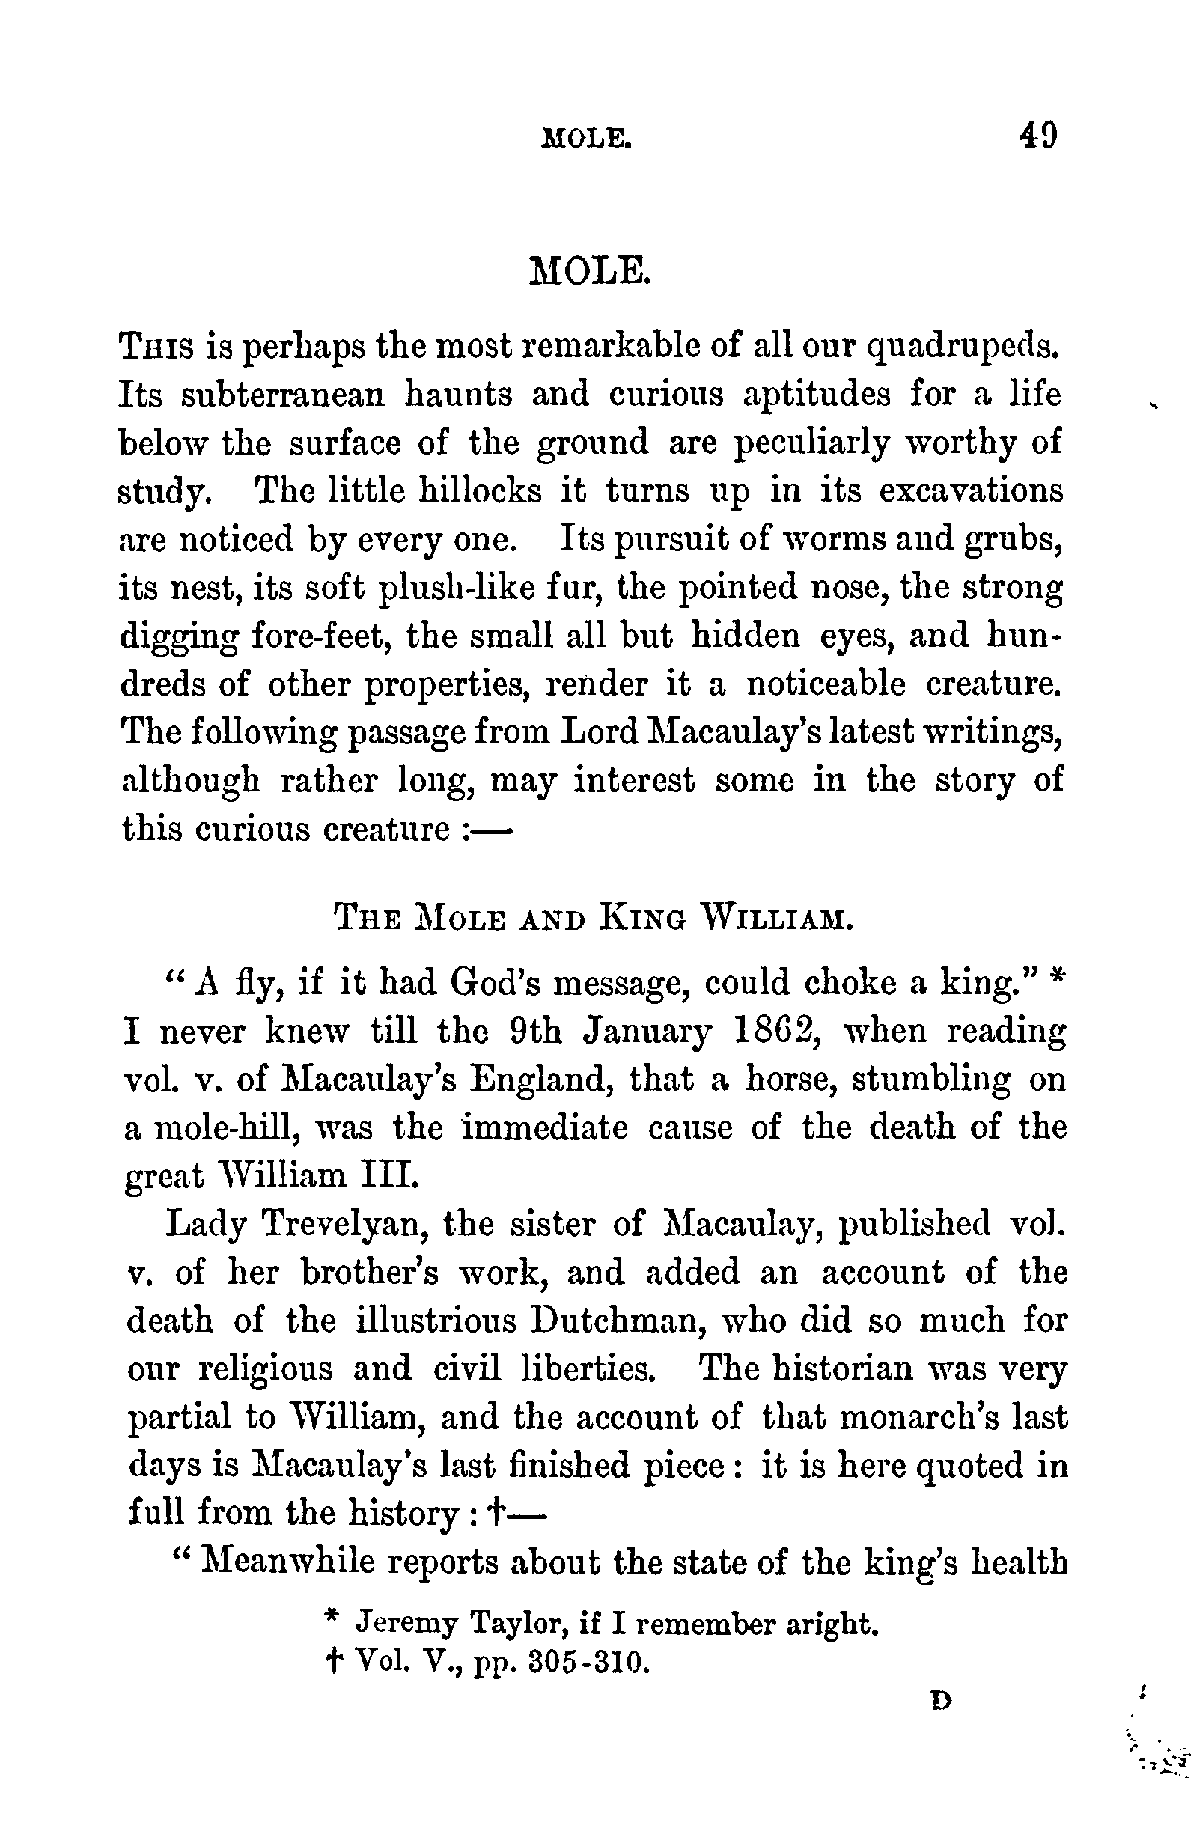 MOLE. 49
MOLE.
THIS is perhaps the most remarkable of all our quadrupeds.
Its subterranean haunts and curious aptitudes for a life
below the surface of the ground are peculiarly worthy of
study. The little hillocks it turns up in its excavations
are noticed by every one. Its pursuit of worms and grubs,
its nest, its soft plush-like fur, the pointed nose, the strong
digging fore-feet, the small all but hidden eyes, and hun-
dreds of other properties, render it a noticeable creature.
The following passage from Lord Macaulay's latest writings,
although rather long, may interest some in the story of
this curious creature :—
THE MOLE AND KING WILLIAM.
“ A fly, if it had God's message, could choke a king.” *
I never knew till the 9th January 1862, when reading
vol. v. of Macaulay's England, that a horse, stumbling on
a mole-hill, was the immediate cause of the death of the
great William III.
Lady Trevelyan, the sister of Macaulay, published vol.
v. of her brother's work, and added an account of the
death of the illustrious Dutchman, who did so much for
our religious and civil liberties. The historian was very
partial to William, and the account of that monarch's last
days is Macaulay's last finished piece : it is here quoted in
full from the history : †—
“ Meanwhile reports about the state of the king's health
* Jeremy Taylor, if I remember aright.
† Vol. V., pp. 305-310.
D